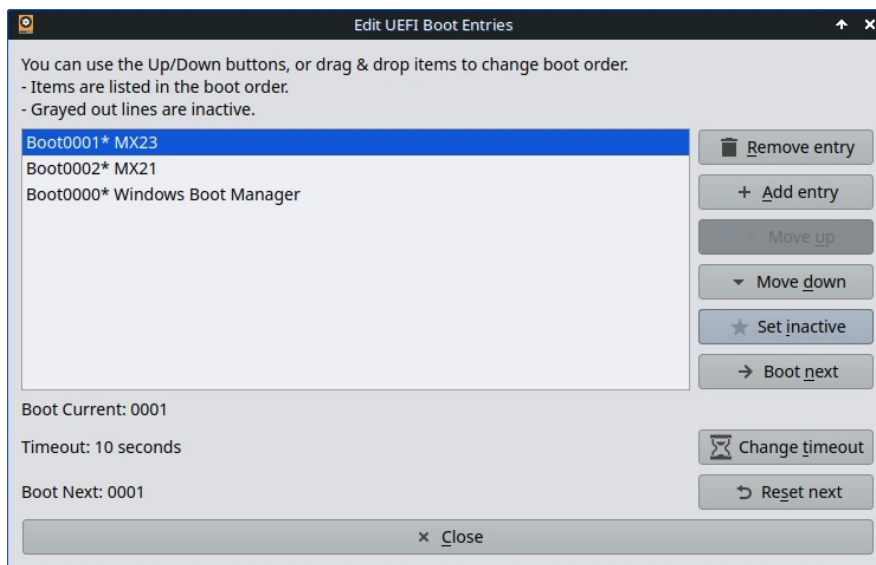 Edit UEFI Boot Entries
You can use the Up/Down buttons, or drag & drop items to change boot order.
- Items are listed in the boot order.
- Grayed out lines are inactive.
Boot0001* MX23
Boot0002* MX21
Boot0000* Windows Boot Manager
Remove entry
Add entry
Move up
Move down
Set inactive
Boot next
Boot Current: 0001
Timeout: 10 seconds
Change timeout
Boot Next: 0001
Reset next
Close